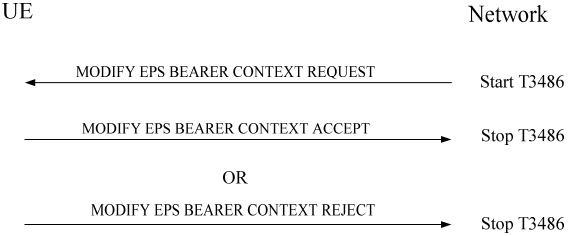 UE Network
MODIFY EPS BEARER CONTEXT REQUEST Start T3486
MODIFY EPS BEARER CONTEXT ACCEPT Stop T3486
OR
MODIFY EPS BEARER CONTEXT REJECT Stop T3486